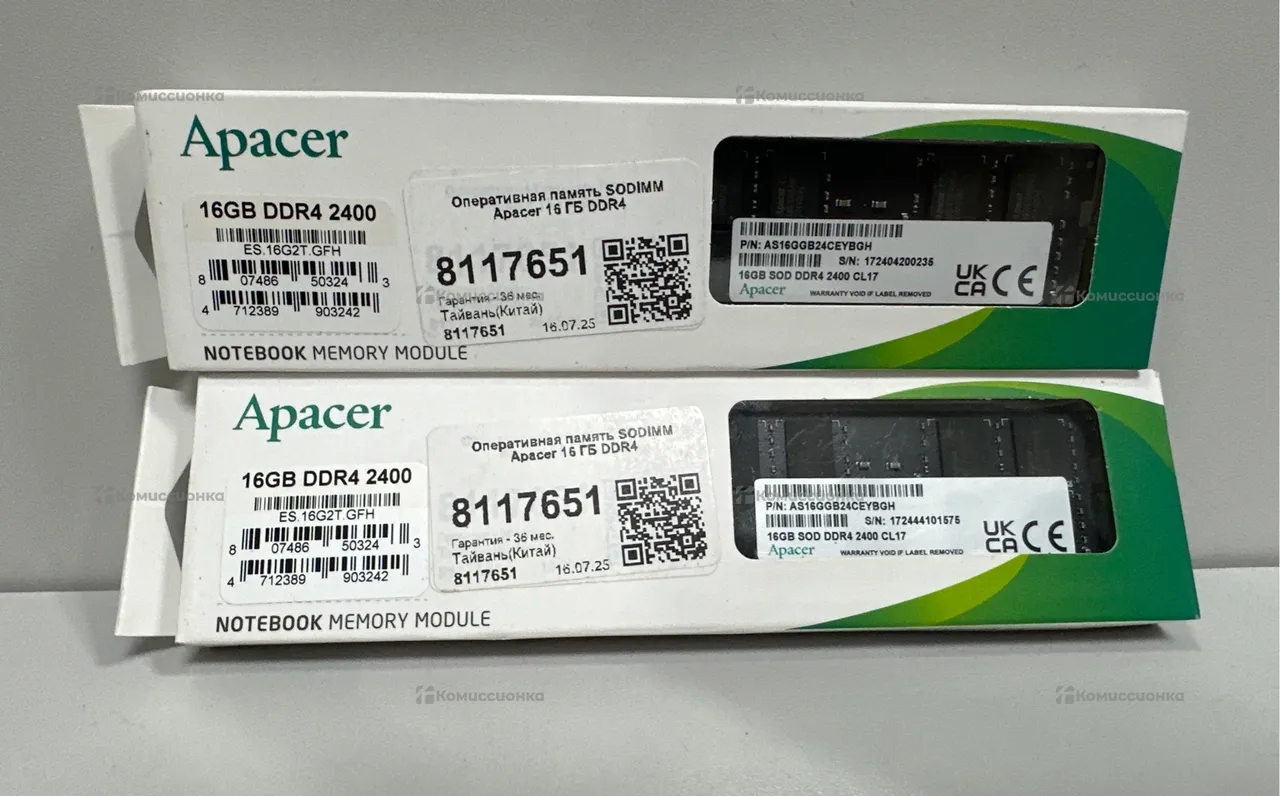 Комиссионка
Комиссионка
Apacer
16GB DDR4 2400
ES.16G2T.GFH
8 07486 50324 3
4 712389 903242
NOTEBOOK MEMORY MODULE
Оперативная память SODIMM
Apacer 16 ГБ DDR4
8117651
Гарантия - 36 мес.
Тайвань(Китай)
8117651 16.07.25
P/N: AS16GGB24CEYBGH
S/N: 172404200235
16GB SOD DDR4 2400 CL17
Apacer WARRANTY VOID IF LABEL REMOVED
UK CA CE
Комиссионка
Комиссионка
Apacer
16GB DDR4 2400
ES.16G2T.GFH
8 07486 50324 3
4 712389 903242
NOTEBOOK MEMORY MODULE
Оперативная память SODIMM
Apacer 16 ГБ DDR4
8117651
Гарантия - 36 мес.
Тайвань(Китай)
8117651 16.07.25
P/N: AS16GGB24CEYBGH
S/N: 172444101575
16GB SOD DDR4 2400 CL17
Apacer WARRANTY VOID IF LABEL REMOVED
UK CA CE
Комиссионка
Комиссионка
Комиссионка
Комиссионка